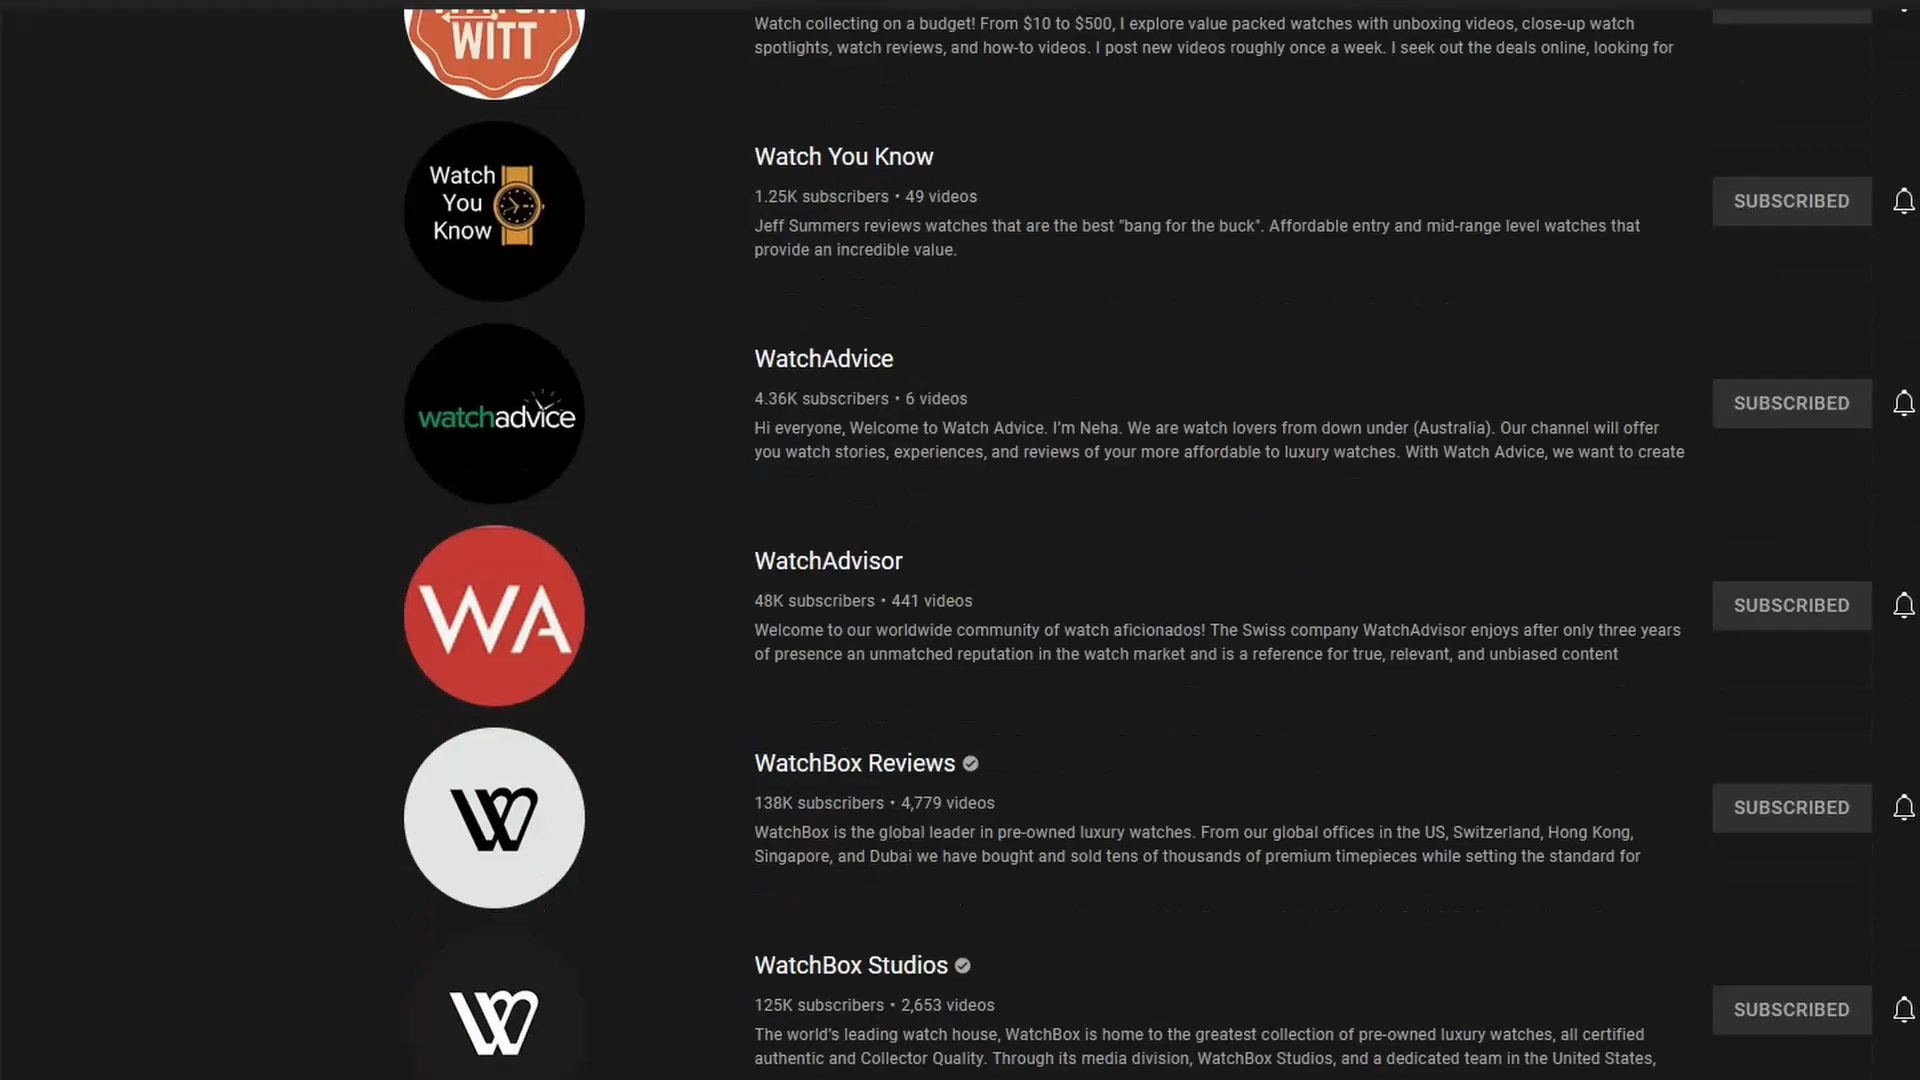 WITT
Watch collecting on a budget! From $10 to $500, I explore value packed watches with unboxing videos, close-up watch
spotlights, watch reviews, and how-to videos. I post new videos roughly once a week. I seek out the deals online, looking for
Watch
You
Know
Watch You Know
1.25K subscribers • 49 videos
Jeff Summers reviews watches that are the best "bang for the buck". Affordable entry and mid-range level watches that
provide an incredible value.
SUBSCRIBED
watchadvice
WatchAdvice
4.36K subscribers • 6 videos
Hi everyone, Welcome to Watch Advice. I'm Neha. We are watch lovers from down under (Australia). Our channel will offer
you watch stories, experiences, and reviews of your more affordable to luxury watches. With Watch Advice, we want to create
SUBSCRIBED
WA
WatchAdvisor
48K subscribers • 441 videos
Welcome to our worldwide community of watch aficionados! The Swiss company WatchAdvisor enjoys after only three years
of presence an unmatched reputation in the watch market and is a reference for true, relevant, and unbiased content
SUBSCRIBED
W
WatchBox Reviews
138K subscribers • 4,779 videos
WatchBox is the global leader in pre-owned luxury watches. From our global offices in the US, Switzerland, Hong Kong,
Singapore, and Dubai we have bought and sold tens of thousands of premium timepieces while setting the standard for
SUBSCRIBED
W
WatchBox Studios
125K subscribers • 2,653 videos
The world's leading watch house, WatchBox is home to the greatest collection of pre-owned luxury watches, all certified
authentic and Collector Quality. Through its media division, WatchBox Studios, and a dedicated team in the United States,
SUBSCRIBED